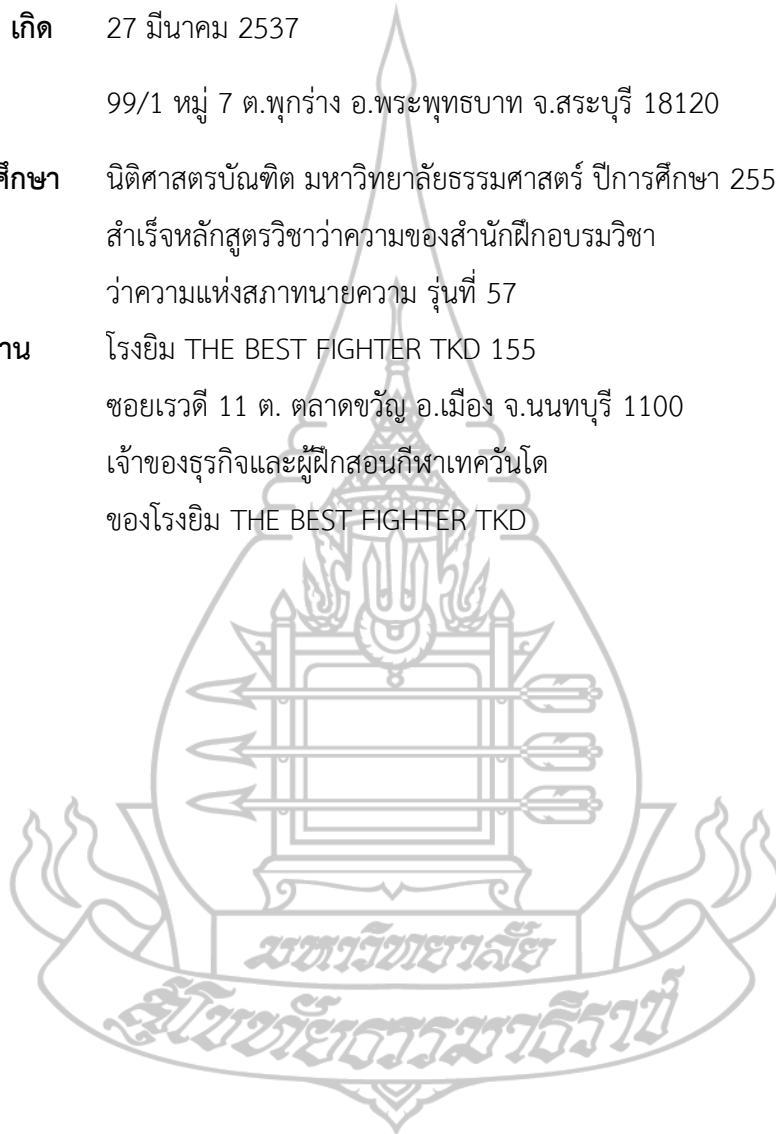 เกิด 27 มีนาคม 2537
99/1 หมู่ 7 ต.พุกร่าง อ.พระพุทธบาท จ.สระบุรี 18120
ศึกษา นิติศาสตรบัณฑิต มหาวิทยาลัยธรรมศาสตร์ ปีการศึกษา 255
สำเร็จหลักสูตรวิชาว่าความของสำนักฝึกอบรมวิชา
ว่าความแห่งสภาทนายความ รุ่นที่ 57
าน โรงยิม THE BEST FIGHTER TKD 155
ซอยเรวดี 11 ต. ตลาดขวัญ อ.เมือง จ.นนทบุรี 1100
เจ้าของธุรกิจและผู้ฝึกสอนกีฬาเทควันโด
ของโรงยิม THE BEST FIGHTER TKD
มหาวิทยาลัย
สุโขทัยธรรมาธิราช